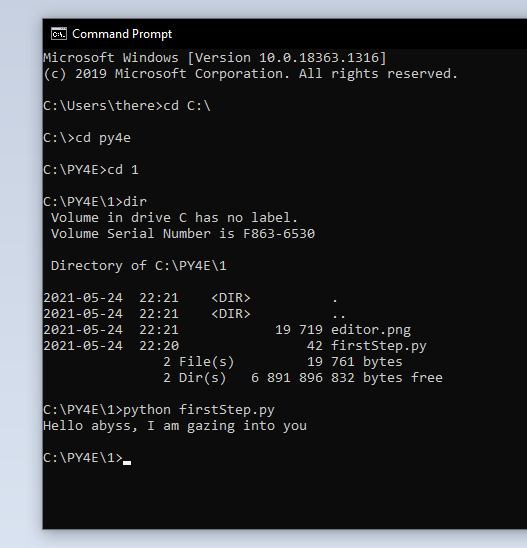 Command Prompt
Microsoft Windows [Version 10.0.18363.1316]
(c) 2019 Microsoft Corporation. All rights reserved.
C:\Users\there>cd C:\
C:\>cd py4e
C:\PY4E>cd 1
C:\PY4E\1>dir
Volume in drive C has no label.
Volume Serial Number is F863-6530
Directory of C:\PY4E\1
2021-05-24  22:21    <DIR>          .
2021-05-24  22:21    <DIR>          ..
2021-05-24  22:21            19 719 editor.png
2021-05-24  22:20                42 firstStep.py
2 File(s)         19 761 bytes
2 Dir(s)   6 891 896 832 bytes free
C:\PY4E\1>python firstStep.py
Hello abyss, I am gazing into you
C:\PY4E\1>